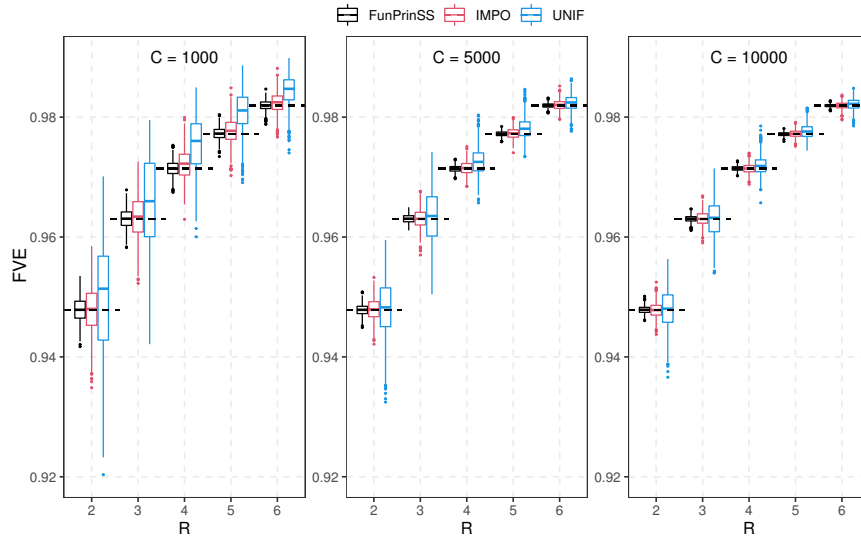 FunPrinSS IMPO UNIF
C = 1000 C = 5000 C = 10000
FVE
0.98 0.98 0.98
0.96 0.96 0.96
0.94 0.94 0.94
0.92 0.92 0.92
2 3 4 5 6 2 3 4 5 6 2 3 4 5 6
R R R